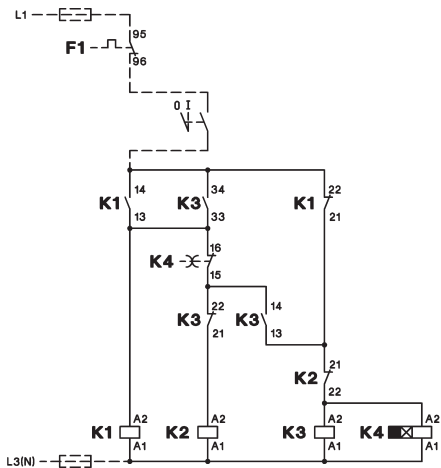 L1
95
F1
96
0 I
14 34 22
K1 K3 K1
13 33 21
16
K4
15
22 14
K3 K3
21 13
21
K2
22
A2 A2 A2 A2
K1 K2 K3 K4
A1 A1 A1 A1
L3(N)